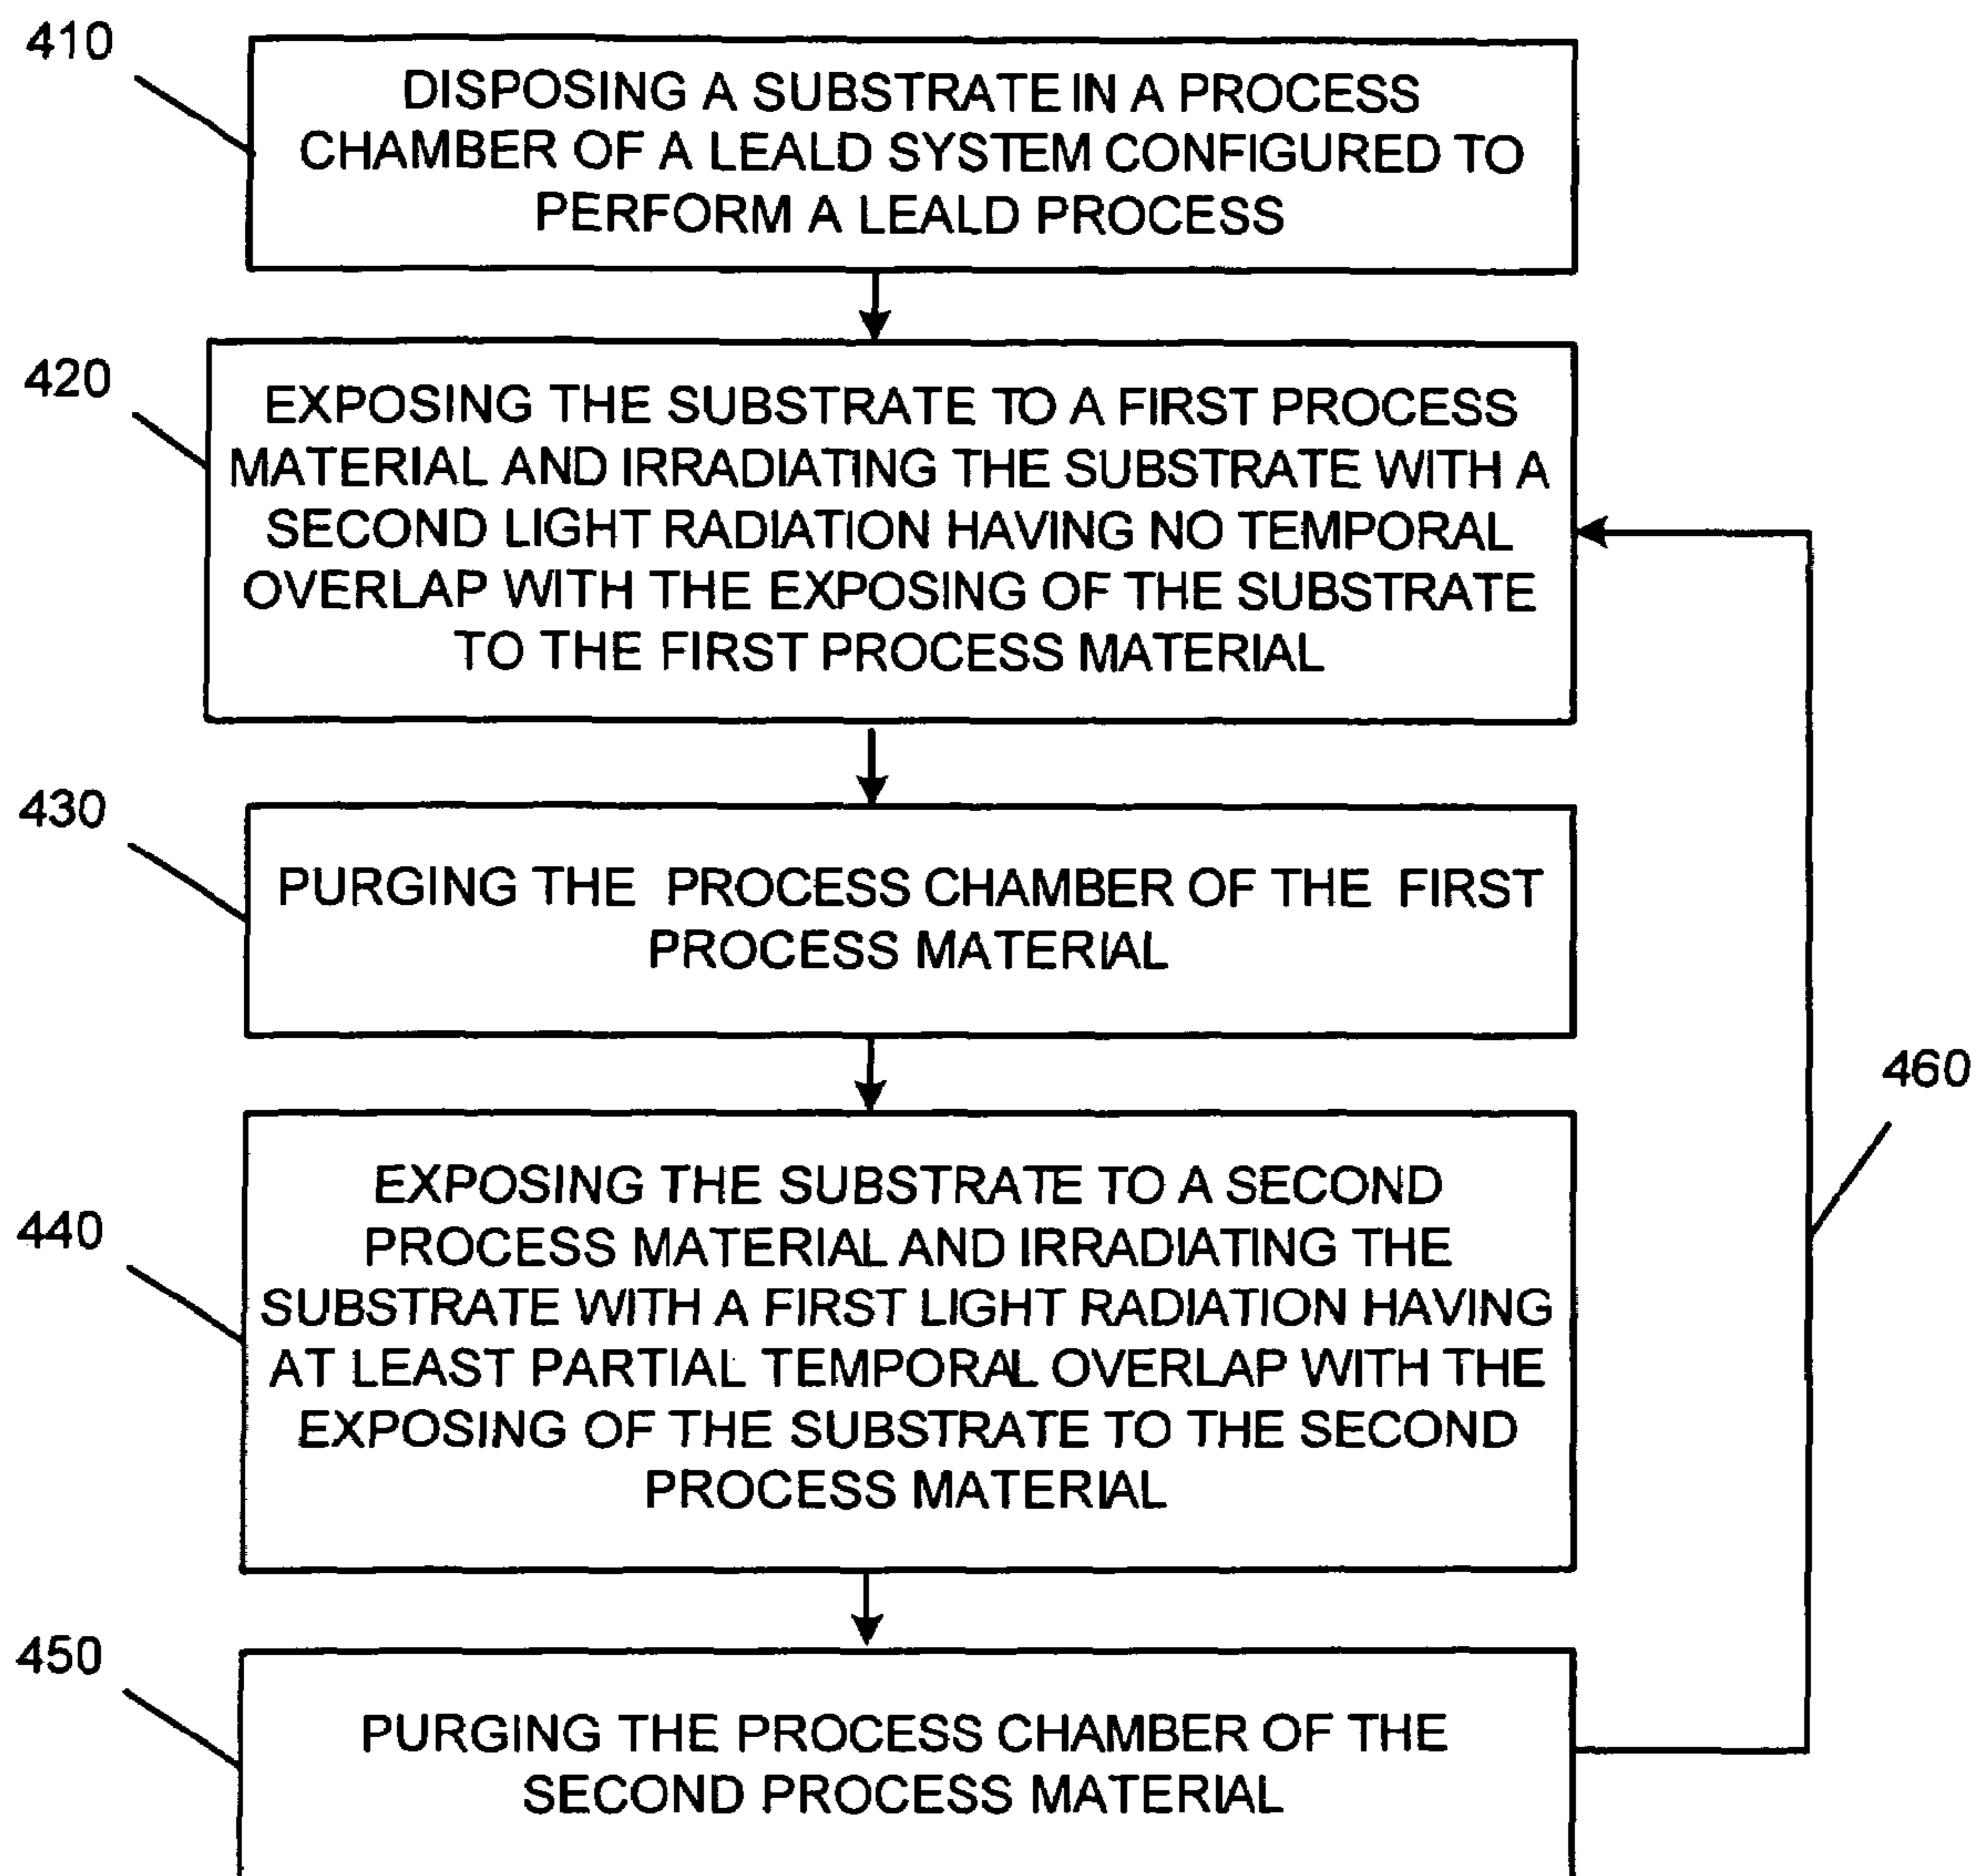 410
DISPOSING A SUBSTRATE IN A PROCESS
CHAMBER OF A LEALD SYSTEM CONFIGURED TO
PERFORM A LEALD PROCESS
420
EXPOSING THE SUBSTRATE TO A FIRST PROCESS
MATERIAL AND IRRADIATING THE SUBSTRATE WITH A
SECOND LIGHT RADIATION HAVING NO TEMPORAL
OVERLAP WITH THE EXPOSING OF THE SUBSTRATE
TO THE FIRST PROCESS MATERIAL
430
PURGING THE PROCESS CHAMBER OF THE FIRST
PROCESS MATERIAL
460
440
EXPOSING THE SUBSTRATE TO A SECOND
PROCESS MATERIAL AND IRRADIATING THE
SUBSTRATE WITH A FIRST LIGHT RADIATION HAVING
AT LEAST PARTIAL TEMPORAL OVERLAP WITH THE
EXPOSING OF THE SUBSTRATE TO THE SECOND
PROCESS MATERIAL
450
PURGING THE PROCESS CHAMBER OF THE
SECOND PROCESS MATERIAL